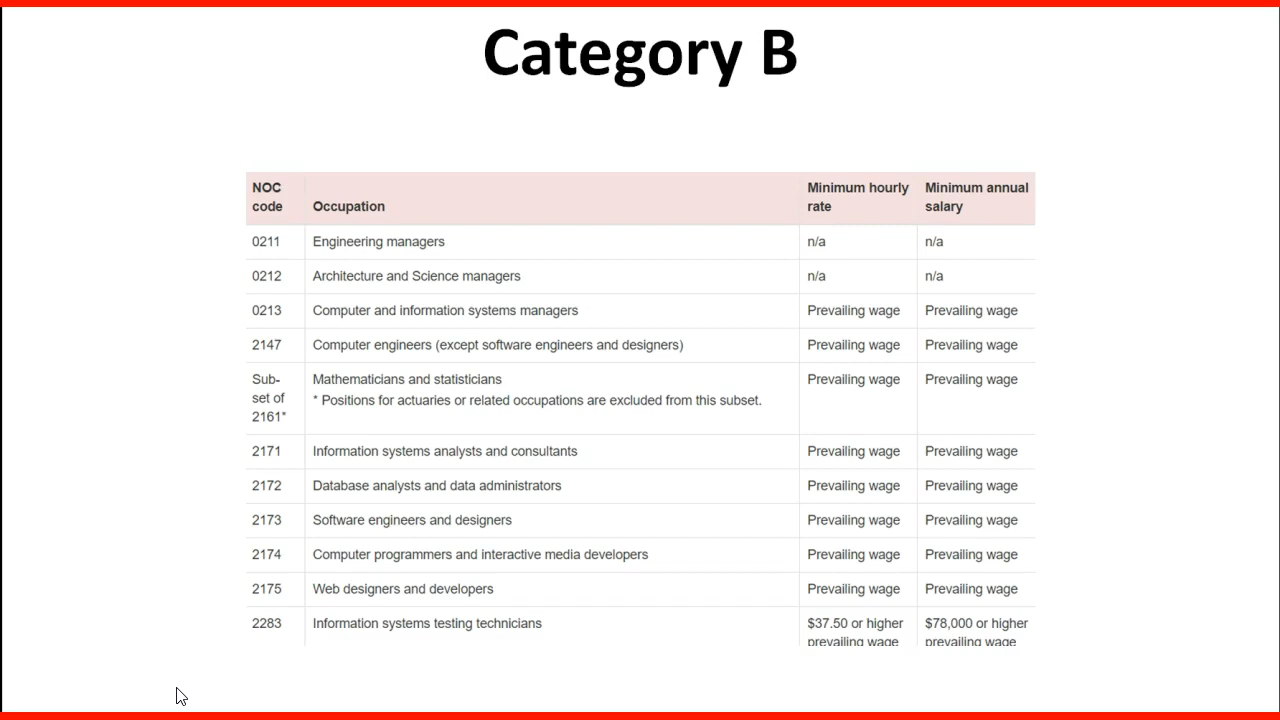 Category B
NOC code Occupation Minimum hourly rate Minimum annual salary
0211 Engineering managers n/a n/a
0212 Architecture and Science managers n/a n/a
0213 Computer and information systems managers Prevailing wage Prevailing wage
2147 Computer engineers (except software engineers and designers) Prevailing wage Prevailing wage
Sub-set of 2161* Mathematicians and statisticians Prevailing wage Prevailing wage
* Positions for actuaries or related occupations are excluded from this subset.
2171 Information systems analysts and consultants Prevailing wage Prevailing wage
2172 Database analysts and data administrators Prevailing wage Prevailing wage
2173 Software engineers and designers Prevailing wage Prevailing wage
2174 Computer programmers and interactive media developers Prevailing wage Prevailing wage
2175 Web designers and developers Prevailing wage Prevailing wage
2283 Information systems testing technicians $37.50 or higher $78,000 or higher
prevailing wage prevailing wage